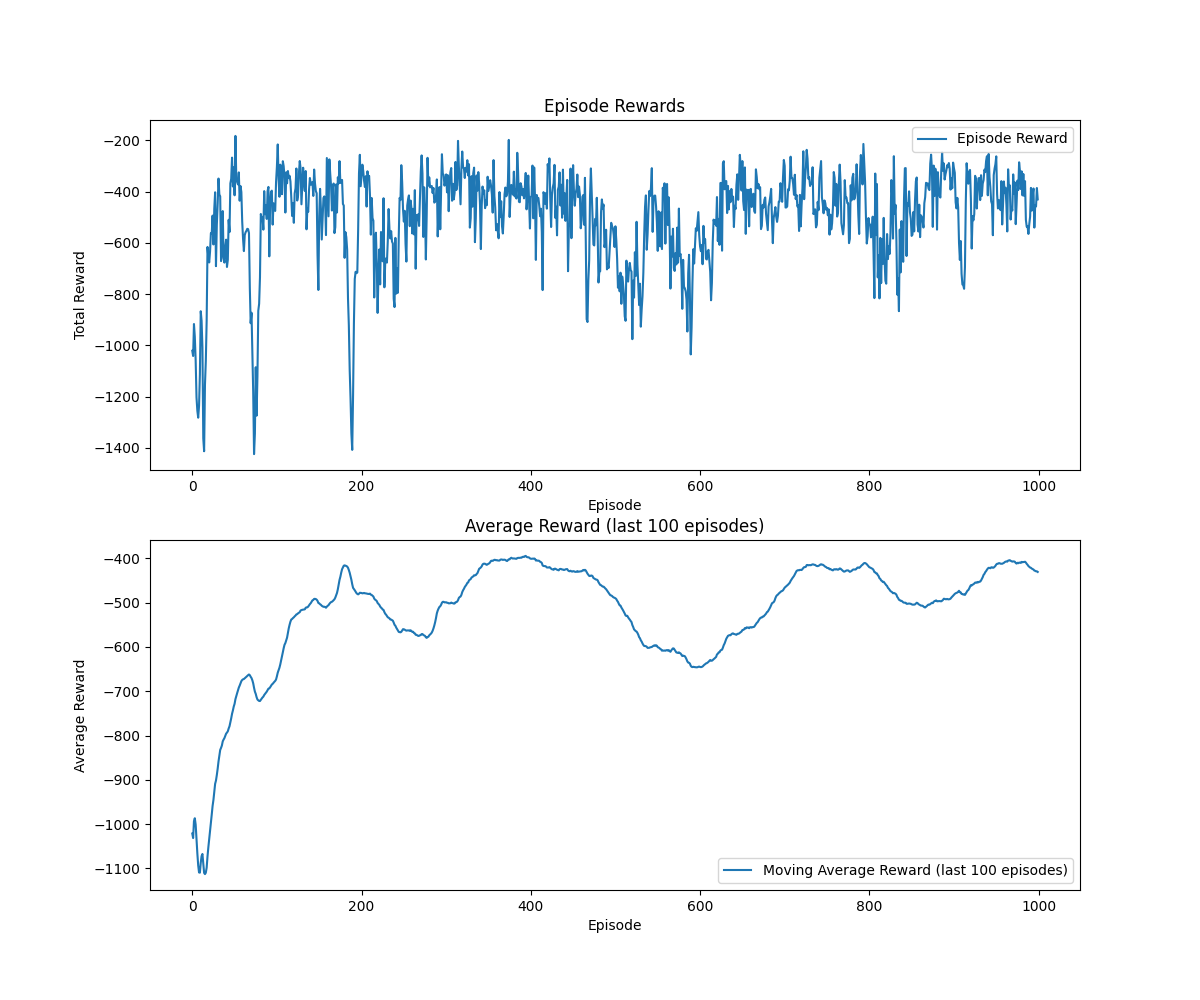 Episode Rewards
Episode Reward
−200
−400
−600
−800
−1000
−1200
−1400
Total Reward
0 200 400 600 800 1000
Episode
Average Reward (last 100 episodes)
−400
−500
−600
−700
−800
−900
−1000
−1100
Average Reward
Moving Average Reward (last 100 episodes)
0 200 400 600 800 1000
Episode